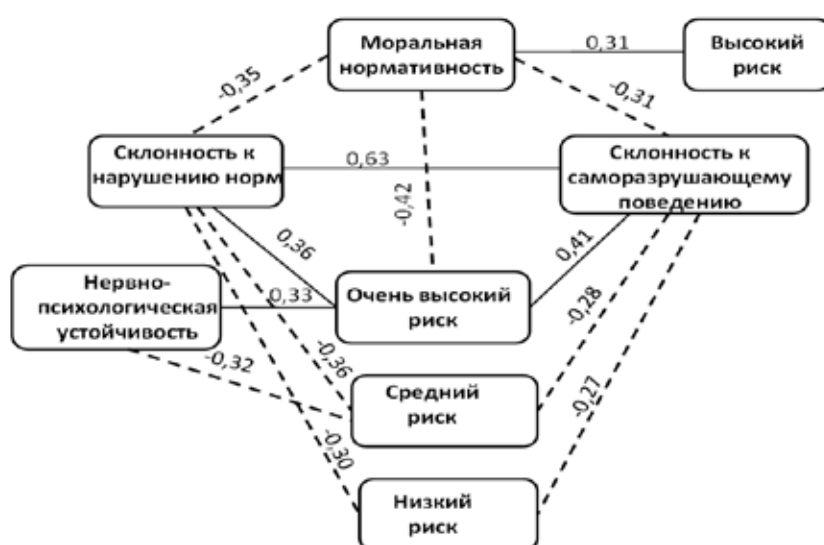 Моральная
нормативность
0,31
Высокий
риск
-0,35
-0,31
Склонность к
нарушению норм
0,63
Склонность к
саморазрушающему
поведению
-0,42
0,36
0,41
Нервно-
психологическая
устойчивость
0,33
Очень высокий
риск
-0,28
-0,32
-0,36
Средний
риск
-0,27
-0,30
Низкий
риск